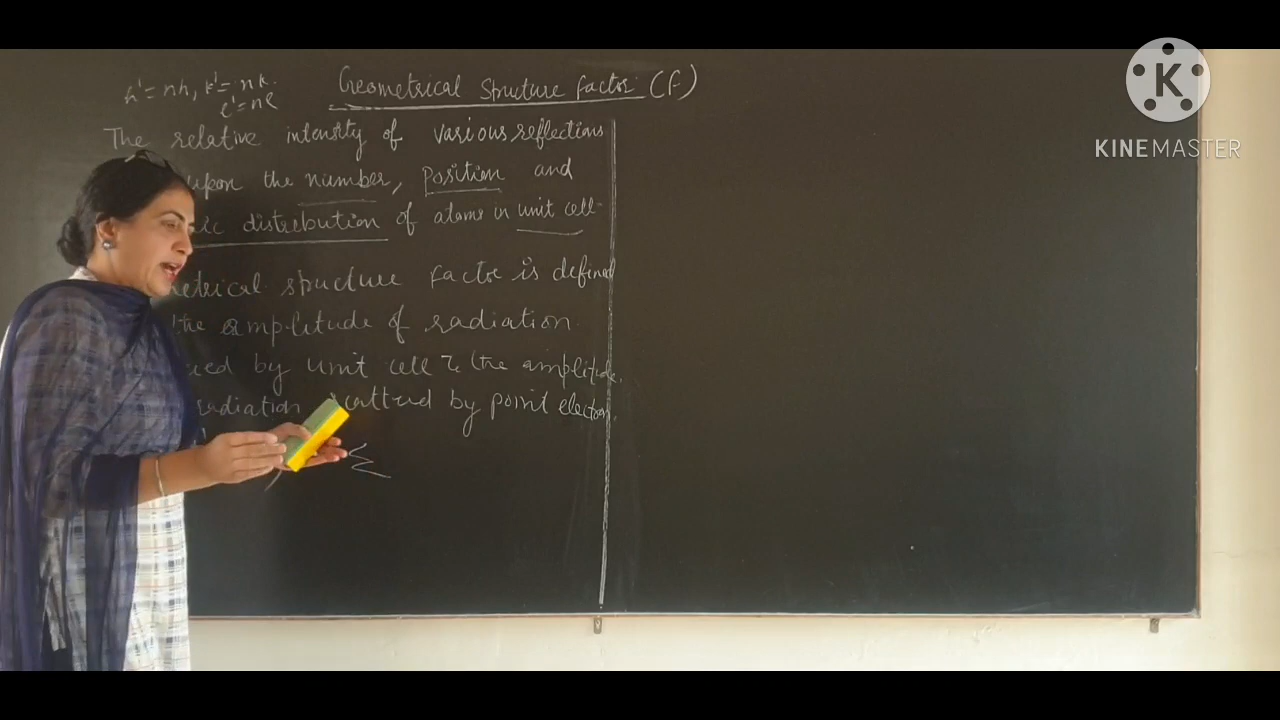 h' = nh, k' = nk.
l' = nl
Geometrical Structure factor (F)
The relative intensity of various reflections
upon the number, position and
distribution of atoms in unit cell
etrical structure factor is defined
the amplitude of radiation.
by unit cell to the amplitude
radiation scattered by point electron.
K
KINEMASTER